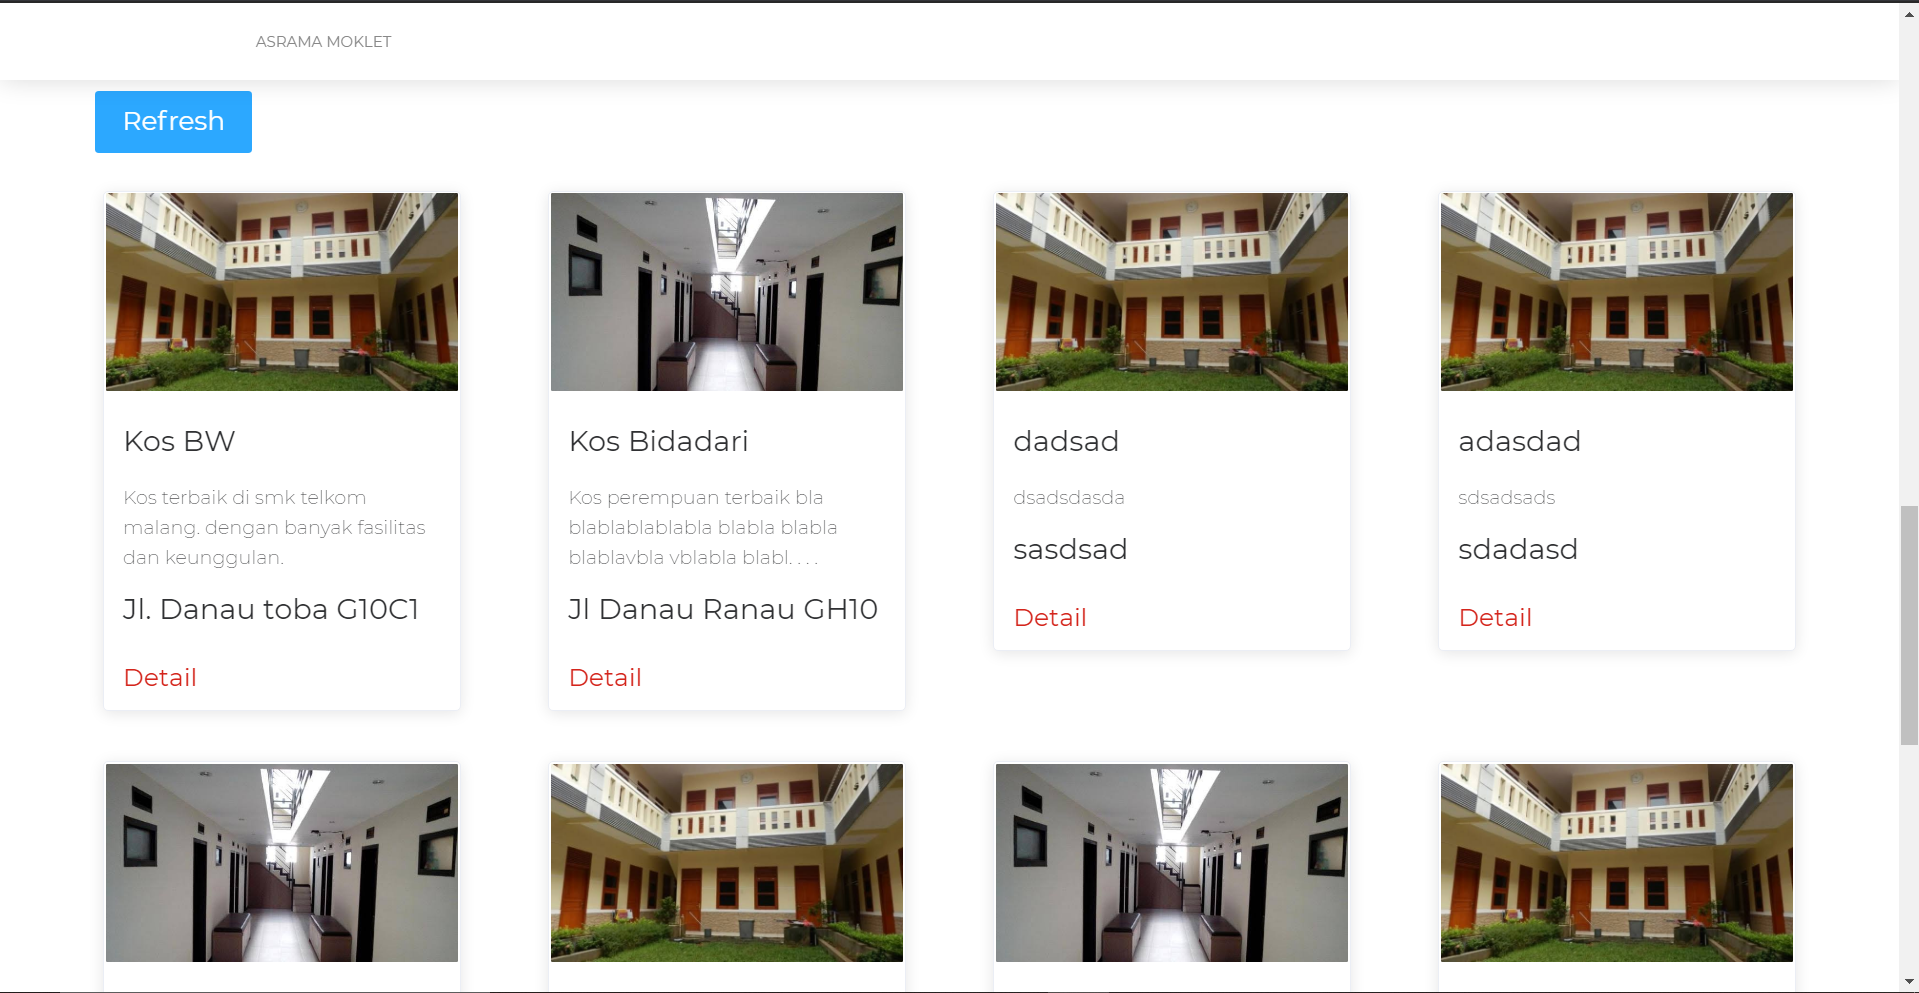 ASRAMA MOKLET
Refresh
Kos BW
Kos terbaik di smk telkom
malang. dengan banyak fasilitas
dan keunggulan.
Jl. Danau toba G10C1
Detail
Kos Bidadari
Kos perempuan terbaik bla
blablablablabla blabla blabla
blablavbla vblabla blabl. . . .
Jl Danau Ranau GH10
Detail
dadsad
dsadsdasda
sasdsad
Detail
adasdad
sdsadsads
sdadasd
Detail